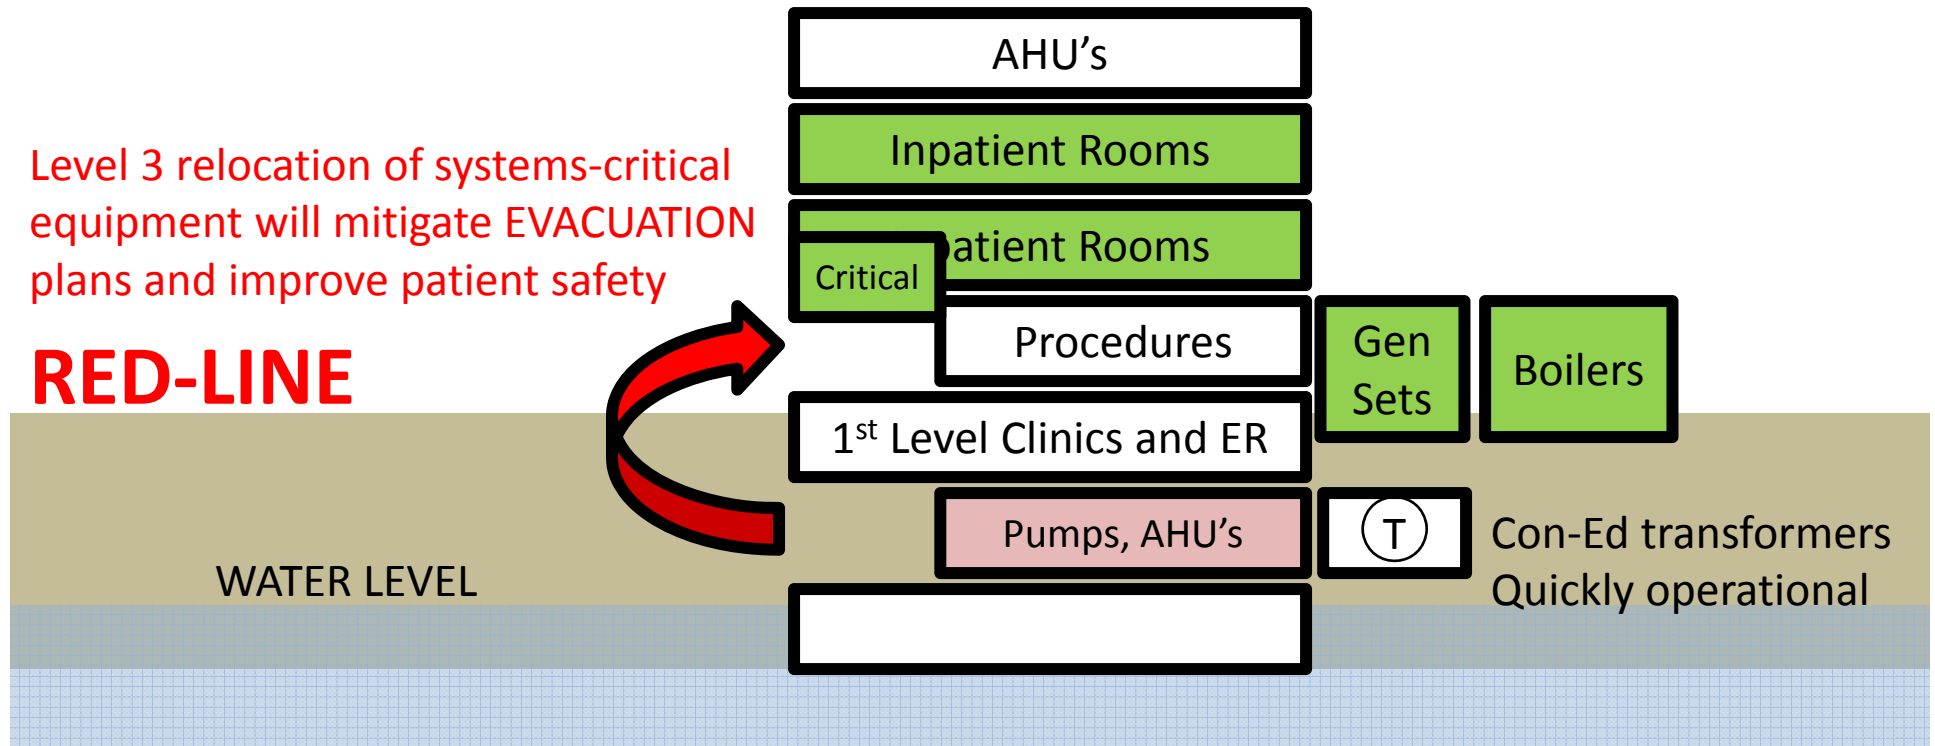 AHU's
Inpatient Rooms
Level 3 relocation of systems-critical
equipment will mitigate EVACUATION
plans and improve patient safety
patient Rooms
Critical
RED-LINE
Procedures
Gen
Sets
Boilers
1st Level Clinics and ER
Pumps, AHU's
T
Con-Ed transformers
Quickly operational
WATER LEVEL